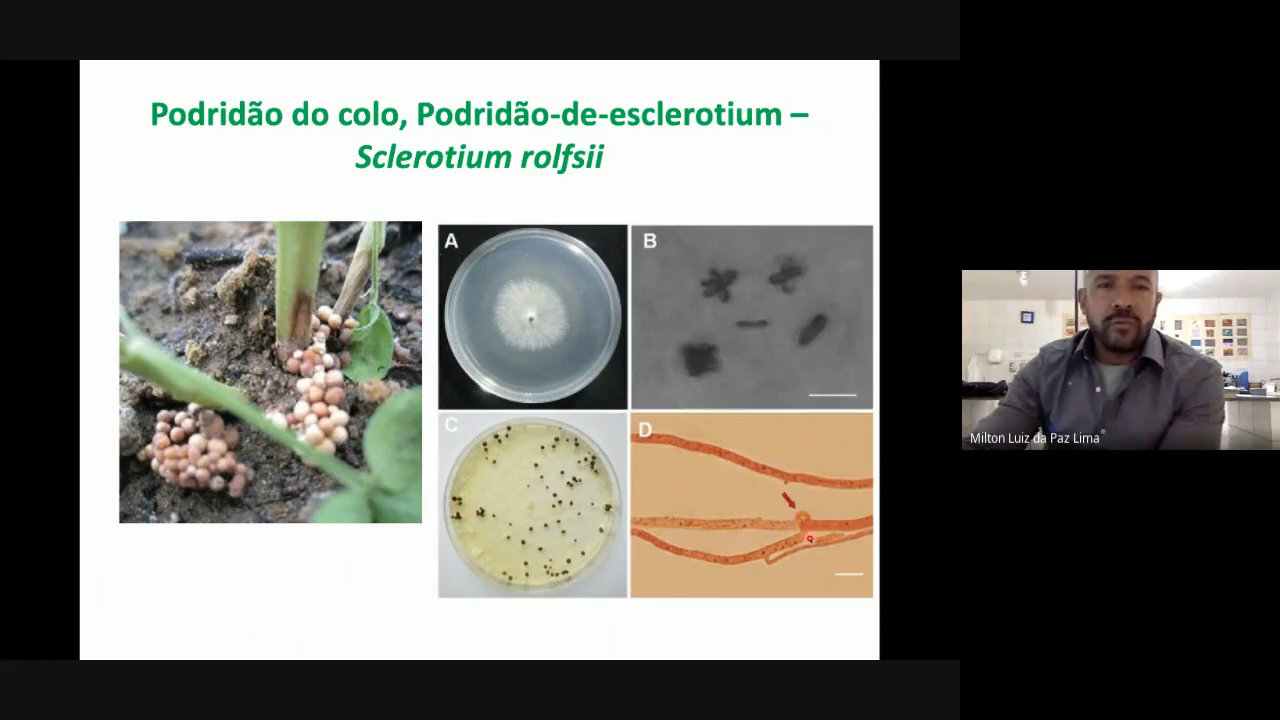 Podridão do colo, Podridão-de-esclerotium –
Sclerotium rolfsii
A
B
C
D
Milton Luiz da Paz Lima